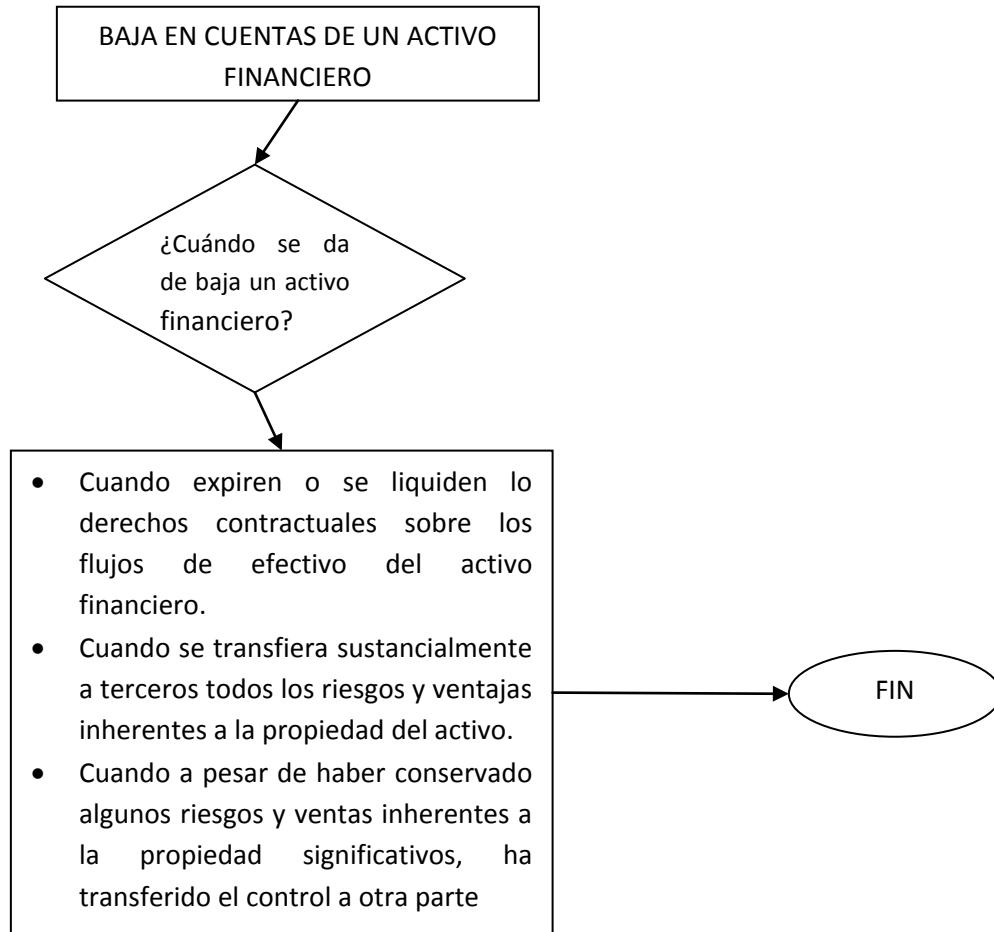 BAJA EN CUENTAS DE UN ACTIVO
FINANCIERO
¿Cuándo se da
de baja un activo
financiero?
• Cuando expiren o se liquiden lo
derechos contractuales sobre los
flujos de efectivo del activo
financiero.
• Cuando se transfiera sustancialmente
a terceros todos los riesgos y ventajas
inherentes a la propiedad del activo.
• Cuando a pesar de haber conservado
algunos riesgos y ventas inherentes a
la propiedad significativos, ha
transferido el control a otra parte
FIN